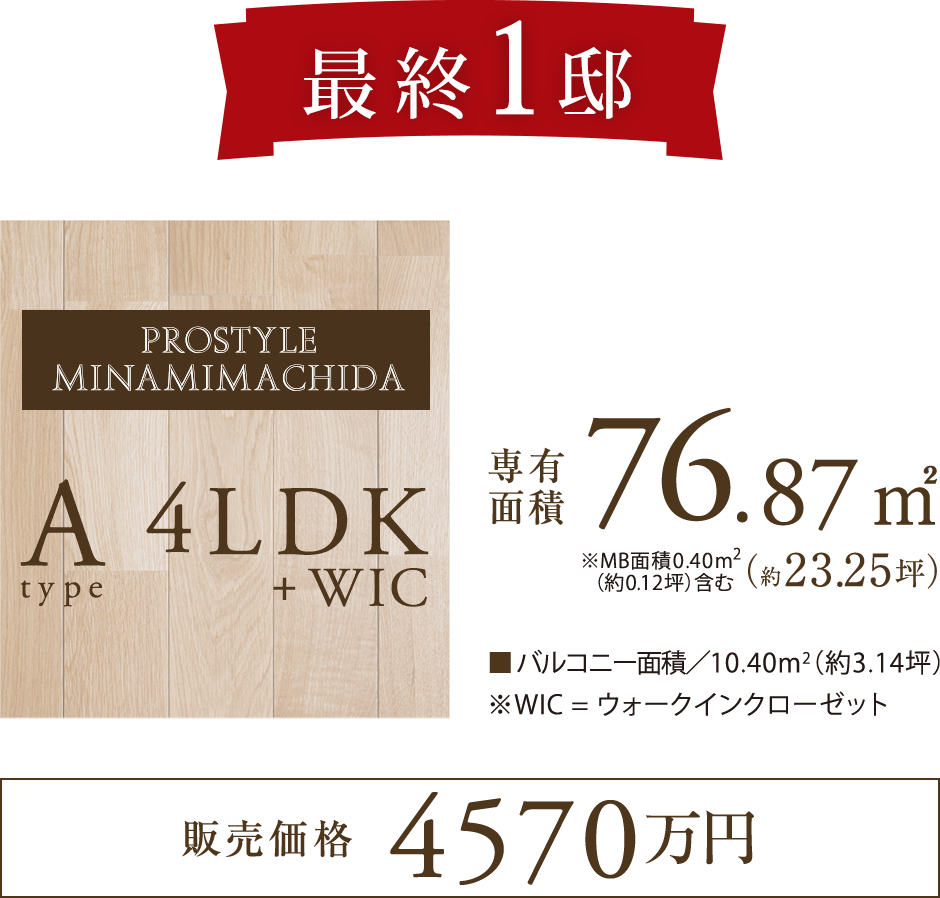 最終1邸
PROSTYLE
MINAMIMACHIDA
A type
4LDK
+WIC
専有面積 76.87㎡
※MB面積0.40m²(約0.12坪)含む
(約23.25坪)
■バルコニー面積／10.40m²(約3.14坪)
※WIC = ウォークインクローゼット
販売価格 4570万円